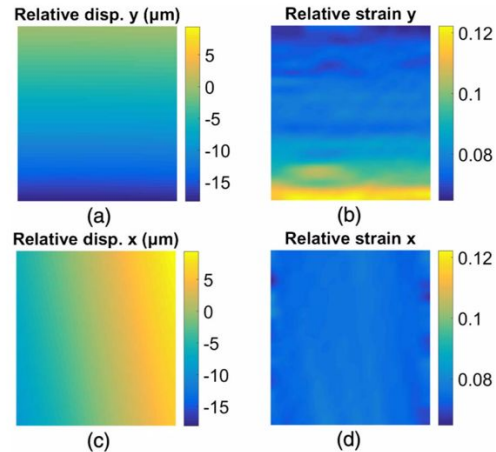 Relative disp. y (µm)
5
0
-5
-10
-15
(a)
Relative strain y
0.12
0.1
0.08
(b)
Relative disp. x (µm)
5
0
-5
-10
-15
(c)
Relative strain x
0.12
0.1
0.08
(d)